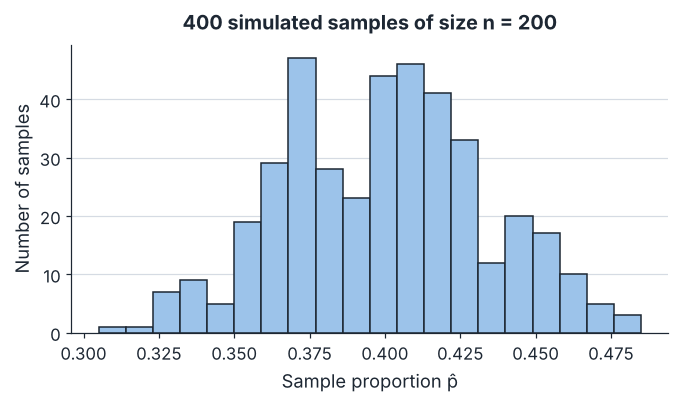 400 simulated samples of size n = 200
Number of samples
40
30
20
10
0
0.300 0.325 0.350 0.375 0.400 0.425 0.450 0.475
Sample proportion p̂